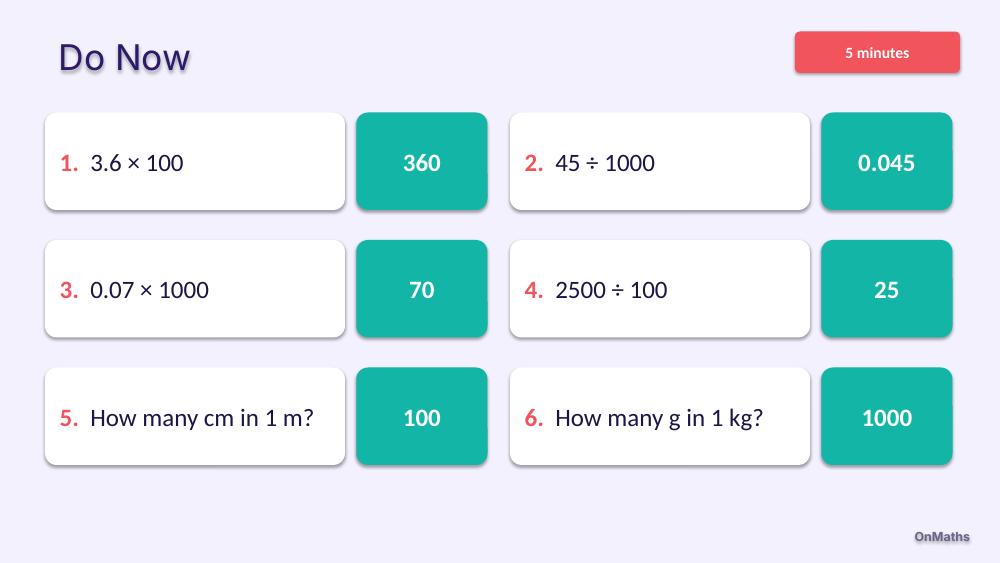 Do Now
5 minutes
1. 3.6 × 100
360
2. 45 ÷ 1000
0.045
3. 0.07 × 1000
70
4. 2500 ÷ 100
25
5. How many cm in 1 m?
100
6. How many g in 1 kg?
1000
OnMaths